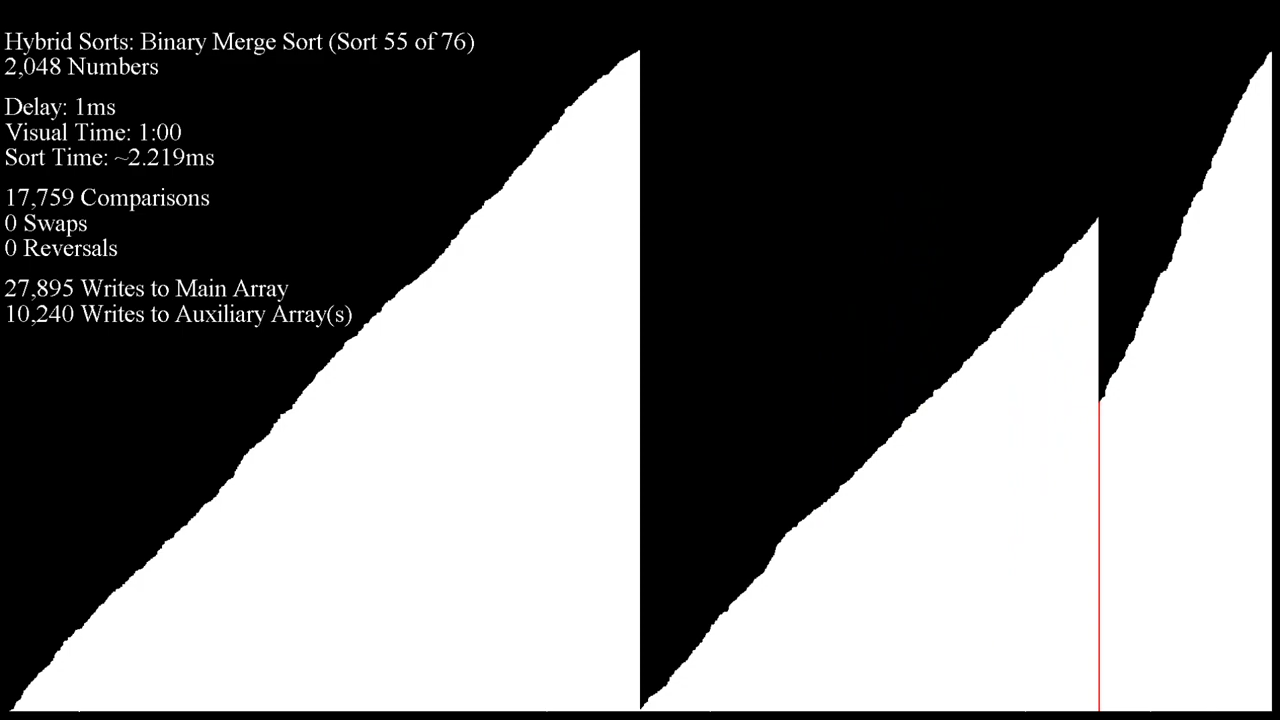 Hybrid Sorts: Binary Merge Sort (Sort 55 of 76)
2,048 Numbers
Delay: 1ms
Visual Time: 1:00
Sort Time: ~2.219ms
17,759 Comparisons
0 Swaps
0 Reversals
27,895 Writes to Main Array
10,240 Writes to Auxiliary Array(s)